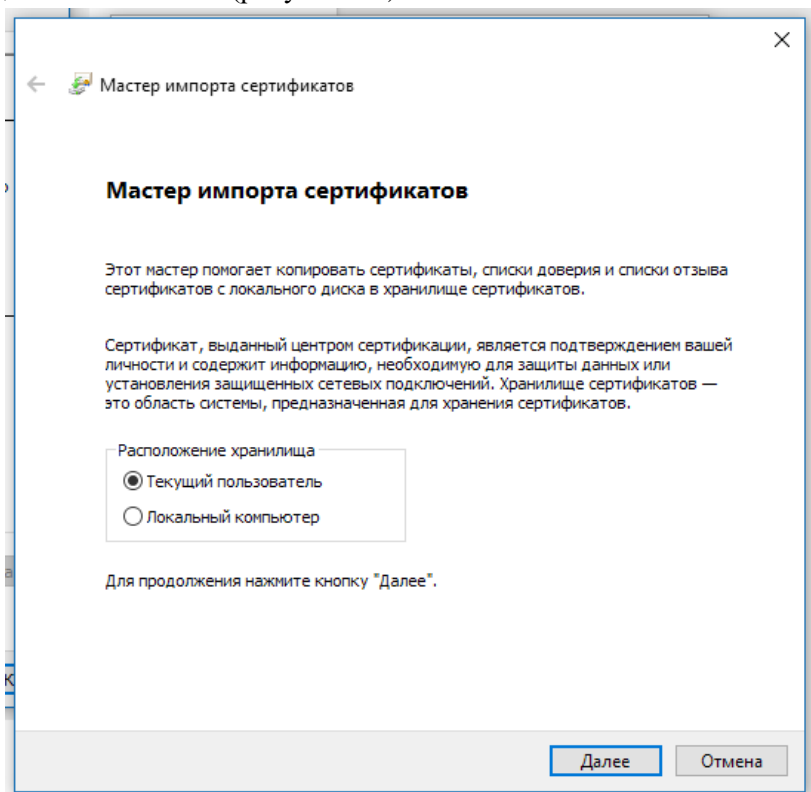 Мастер импорта сертификатов
Мастер импорта сертификатов
Этот мастер помогает копировать сертификаты, списки доверия и списки отзыва
сертификатов с локального диска в хранилище сертификатов.
Сертификат, выданный центром сертификации, является подтверждением вашей
личности и содержит информацию, необходимую для защиты данных или
установления защищенных сетевых подключений. Хранилище сертификатов —
это область системы, предназначенная для хранения сертификатов.
Расположение хранилища
Текущий пользователь
Локальный компьютер
Для продолжения нажмите кнопку "Далее".
Далее
Отмена